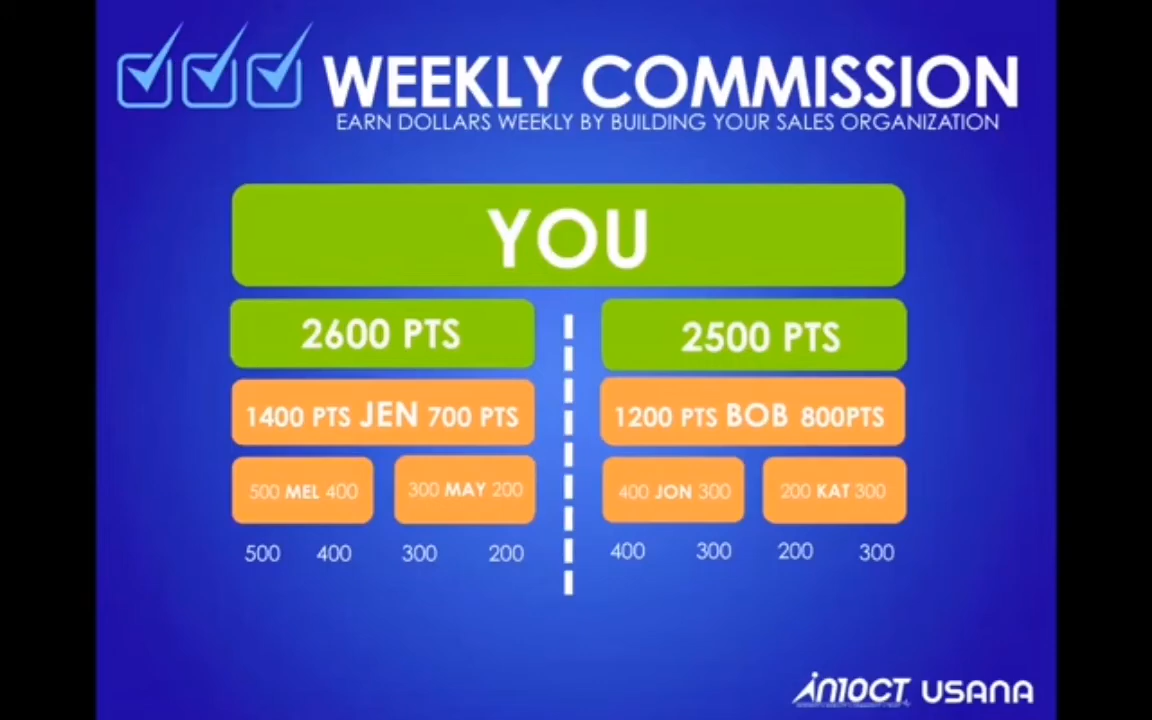 WEEKLY COMMISSION
EARN DOLLARS WEEKLY BY BUILDING YOUR SALES ORGANIZATION
YOU
2600 PTS 2500 PTS
1400 PTS JEN 700 PTS 1200 PTS BOB 800PTS
500 MEL 400 300 MAY 200 400 JON 300 200 KAT 300
500 400 300 200 400 300 200 300
in10CT USANA